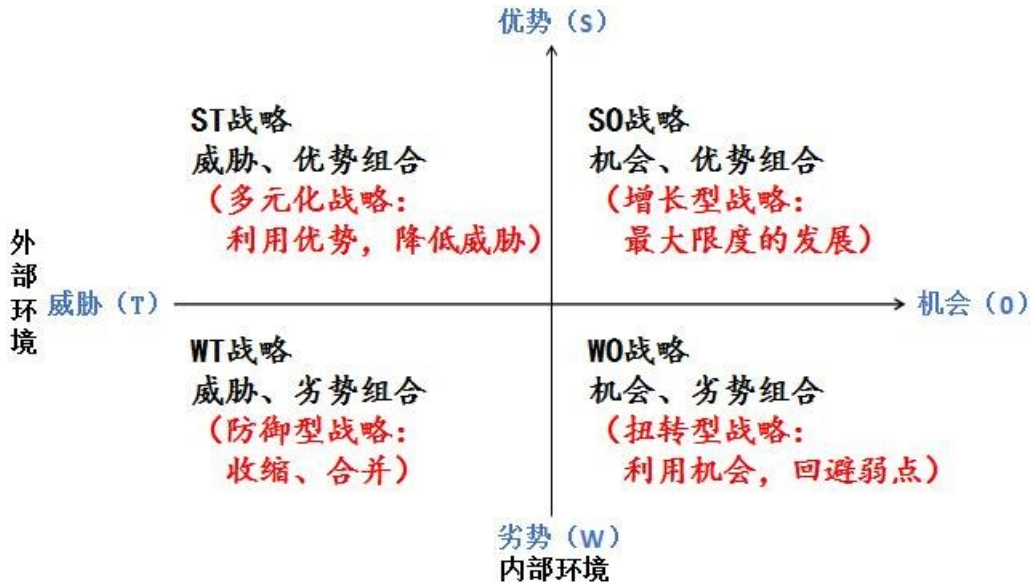 优势（S）
ST战略
威胁、优势组合
（多元化战略：
利用优势，降低威胁）
SO战略
机会、优势组合
（增长型战略：
最大限度的发展）
外部环境
威胁（T）
机会（O）
WT战略
威胁、劣势组合
（防御型战略：
收缩、合并）
WO战略
机会、劣势组合
（扭转型战略：
利用机会，回避弱点）
劣势（W）
内部环境